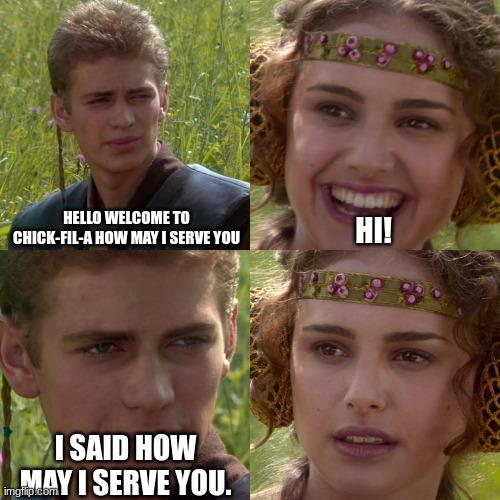 HELLO WELCOME TO
CHICK-FIL-A HOW MAY I SERVE YOU
HI!
I SAID HOW
MAY I SERVE YOU.
imgflip.com